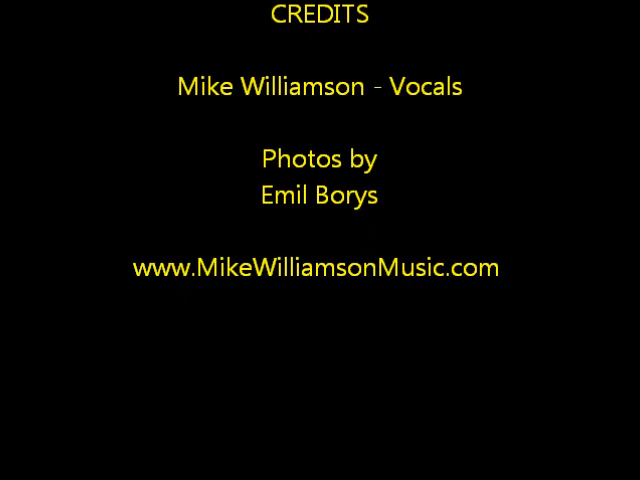 CREDITS
Mike Williamson - Vocals
Photos by
Emil Borys
www.MikeWilliamsonMusic.com